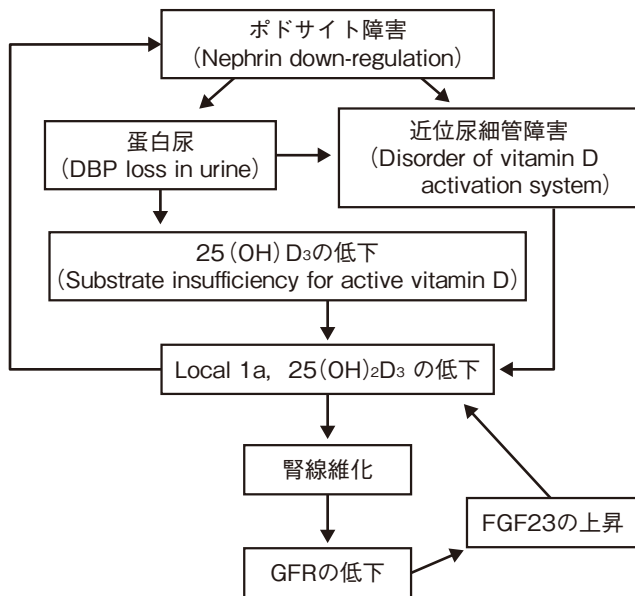 ポドサイト障害
(Nephrin down-regulation)
蛋白尿
(DBP loss in urine)
近位尿細管障害
(Disorder of vitamin D
activation system)
25(OH)D₃の低下
(Substrate insufficiency for active vitamin D)
Local 1a, 25(OH)₂D₃ の低下
腎線維化
FGF23の上昇
GFRの低下